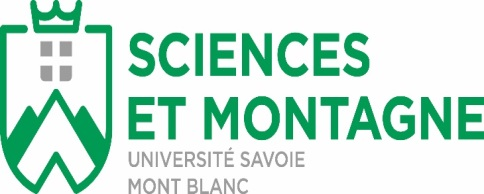 SCIENCES
ET MONTAGNE
UNIVERSITÉ SAVOIE
MONT BLANC